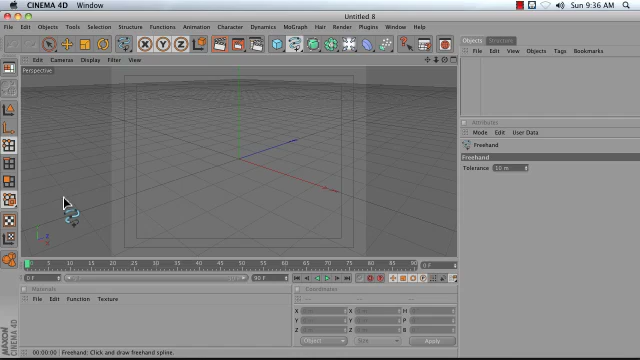 CINEMA 4D Window
Sun 9:36 AM
Untitled 8
File Edit Objects Tools Selection Structure Functions Animation Character Dynamics MoGraph Hair Render Plugins Window Help
Edit Cameras Display Filter View
Perspective
Objects Structure
File Edit View Objects Tags Bookmarks
Attributes
Mode Edit User Data
Freehand
Freehand
Tolerance 10 m
0 5 10 15 20 25 30 35 40 45 50 55 60 65 70 75 80 85 90
0 F
0 F
90 F
Materials
File Edit Function Texture
Coordinates
X X H
Y Y P
Z Z B
Object Size Apply
MAXON CINEMA 4D
00:00:00 Freehand: Click and draw freehand spline.